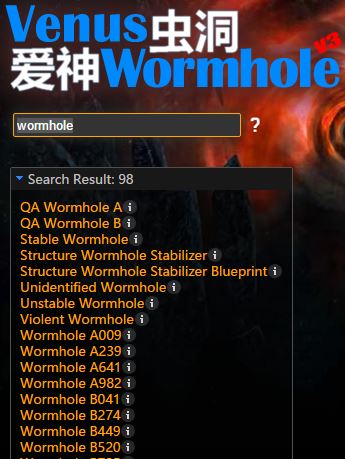 Venus虫洞
爱神Wormhole
v3
wormhole ?
Search Result: 98
QA Wormhole A
QA Wormhole B
Stable Wormhole
Structure Wormhole Stabilizer
Structure Wormhole Stabilizer Blueprint
Unidentified Wormhole
Unstable Wormhole
Violent Wormhole
Wormhole A009
Wormhole A239
Wormhole A641
Wormhole A982
Wormhole B041
Wormhole B274
Wormhole B449
Wormhole B520